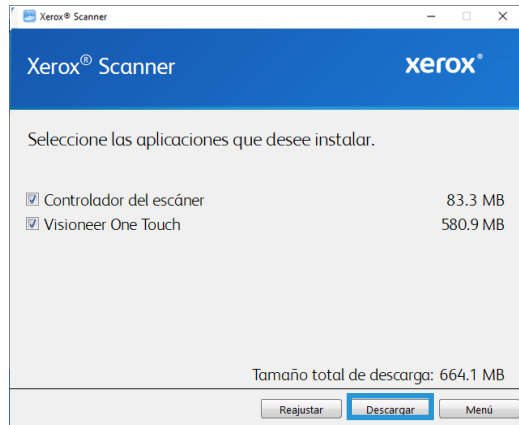 Xerox® Scanner
Xerox® Scanner
xerox®
Seleccione las aplicaciones que desee instalar.
Controlador del escáner 83.3 MB
Visioneer One Touch 580.9 MB
Tamaño total de descarga: 664.1 MB
Reajustar Descargar Menú